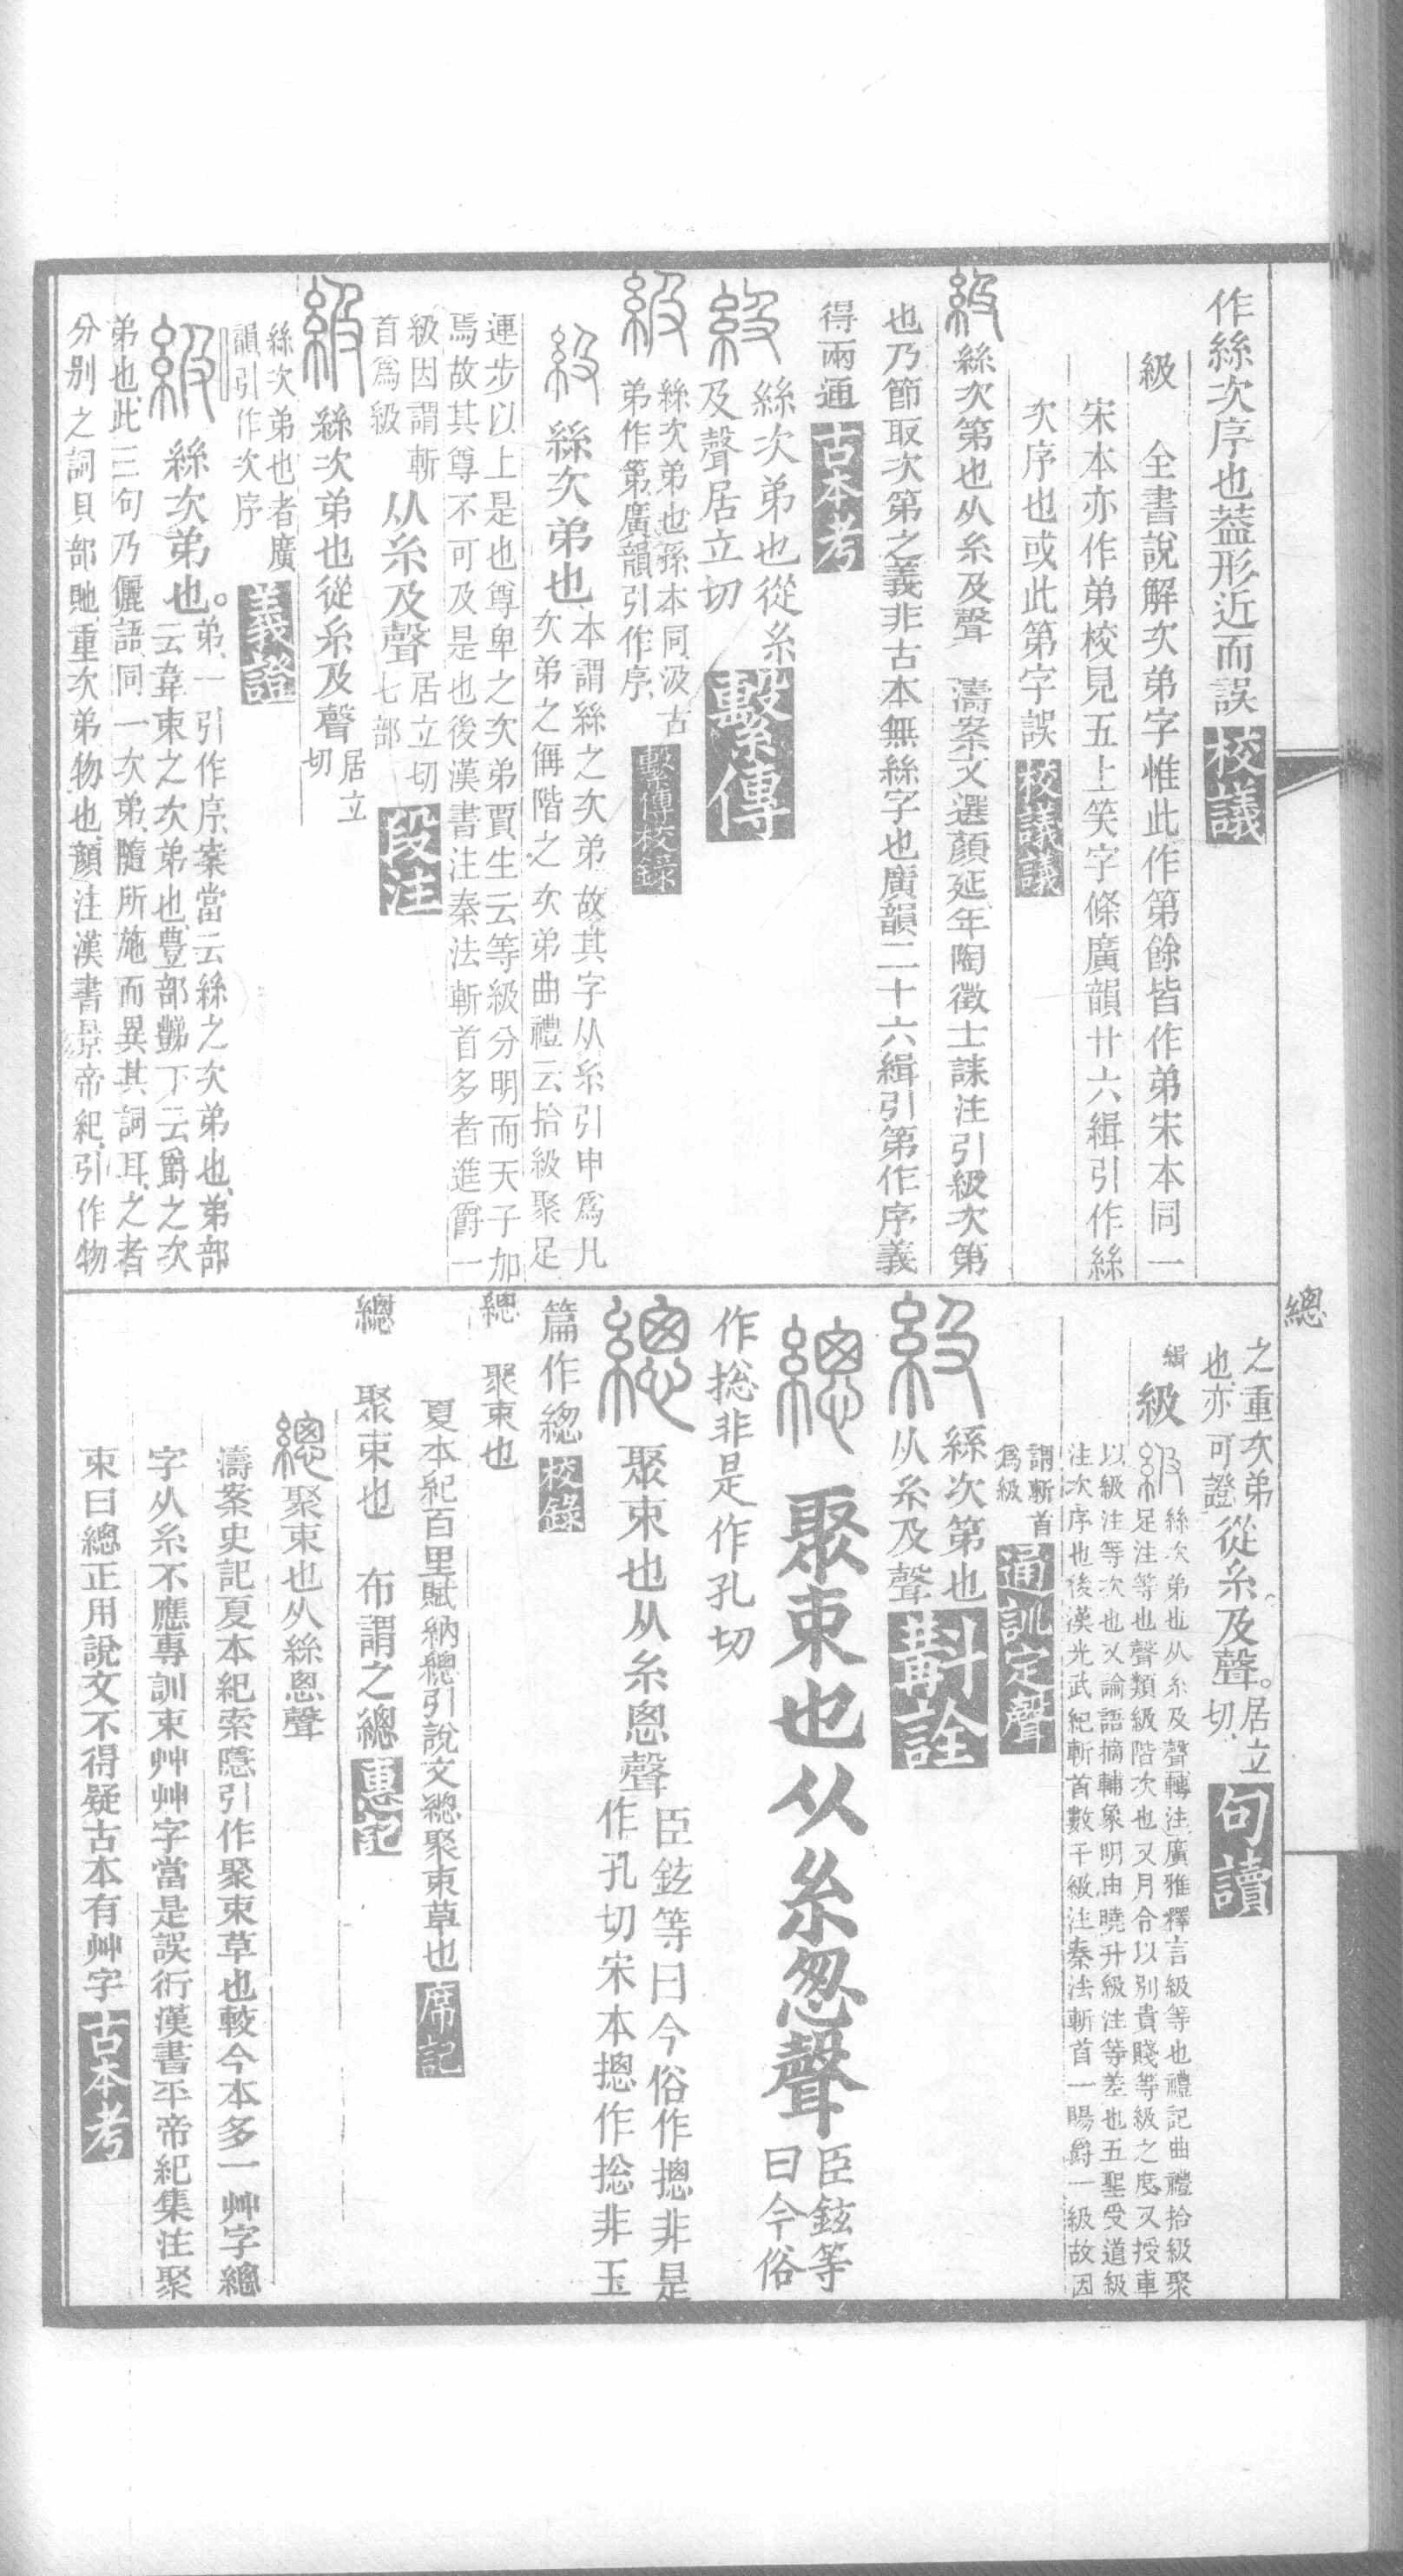 作絲次序也葢形近而誤校議
級　全書說解次弟字惟此作第餘皆作弟宋本同一
宋本亦作弟校見五上笑字條廣韻廿六緝引作絲
次序也或此第字誤校議議
級絲次第也从糸及聲　濤案文選顏延年陶徵士誄注引級次第
也乃節取次第之義非古本無絲字也廣韻二十六緝引第作序義
得兩通古本考
級絲次弟也從糸
及聲居立切繫傳
級絲次弟也孫本同汲古
弟作第廣韻引作序繫傳校錄
級絲次弟也本謂絲之次弟故其字从糸引申爲凡
次弟之偁階之次弟曲禮云拾級聚足
連步以上是也尊卑之次弟賈生云等級分明而天子加
焉故其尊不可及是也後漢書注秦法斬首多者進爵一
級因謂斬
首爲級从糸及聲居立切
七部段注
級絲次弟也從糸及聲居立
切
絲次弟也者廣
韻引作次序義證
級絲次弟也。弟、一引作序、案當云絲之次弟也、弟部
云韋束之次弟也、豊部豑下云爵之次
弟也、此三句乃儷語、同一次弟、隨所施而異其詞耳、之者
分別之詞貝部貤、重次弟物也、顏注漢書景帝紀、引作物
總
之重次弟
也、亦可證從糸及聲。居立
切句讀
緝
級級絲次弟也从糸及聲轉注廣雅釋言級等也禮記曲禮拾級聚
足注等也聲類級階次也又月令以別貴賤等級之度又授車
以級注等次也又論語摘輔象明由曉升級注等差也五聖受道級
注次序也後漢光武紀斬首數千級注秦法斬首一賜爵一級故因
謂斬首
爲級通訓定聲
級絲次第也
从糸及聲斠詮
總聚束也从糸怱聲臣鉉等
曰今俗
作捴非是作孔切
總聚束也从糸悤聲臣鉉等曰今俗作摠非是
作孔切宋本摠作捴非玉
篇作緫校錄
總　聚束也
夏本紀百里賦納總引說文總聚束草也席記
總　聚束也　布謂之總惠記
總聚束也从絲悤聲
濤案史記夏本紀索隱引作聚束草也較今本多一艸字總
字从糸不應專訓束艸艸字當是誤衍漢書平帝紀集注聚
束曰總正用說文不得疑古本有艸字古本考